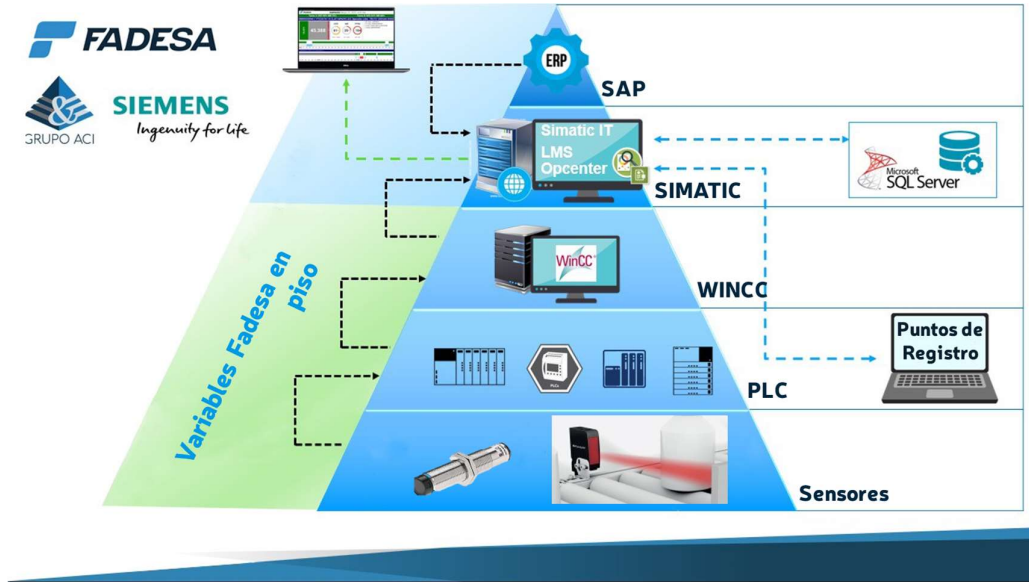 FADESA
GRUPO ACI
SIEMENS
Ingenuity for life
ERP
SAP
Simatic IT
LMS
Opcenter
SIMATIC
Microsoft
SQL Server
Variables Fadesa en
piso
WinCC
WINCC
Puntos de
Registro
PLCs
PLC
Sensores